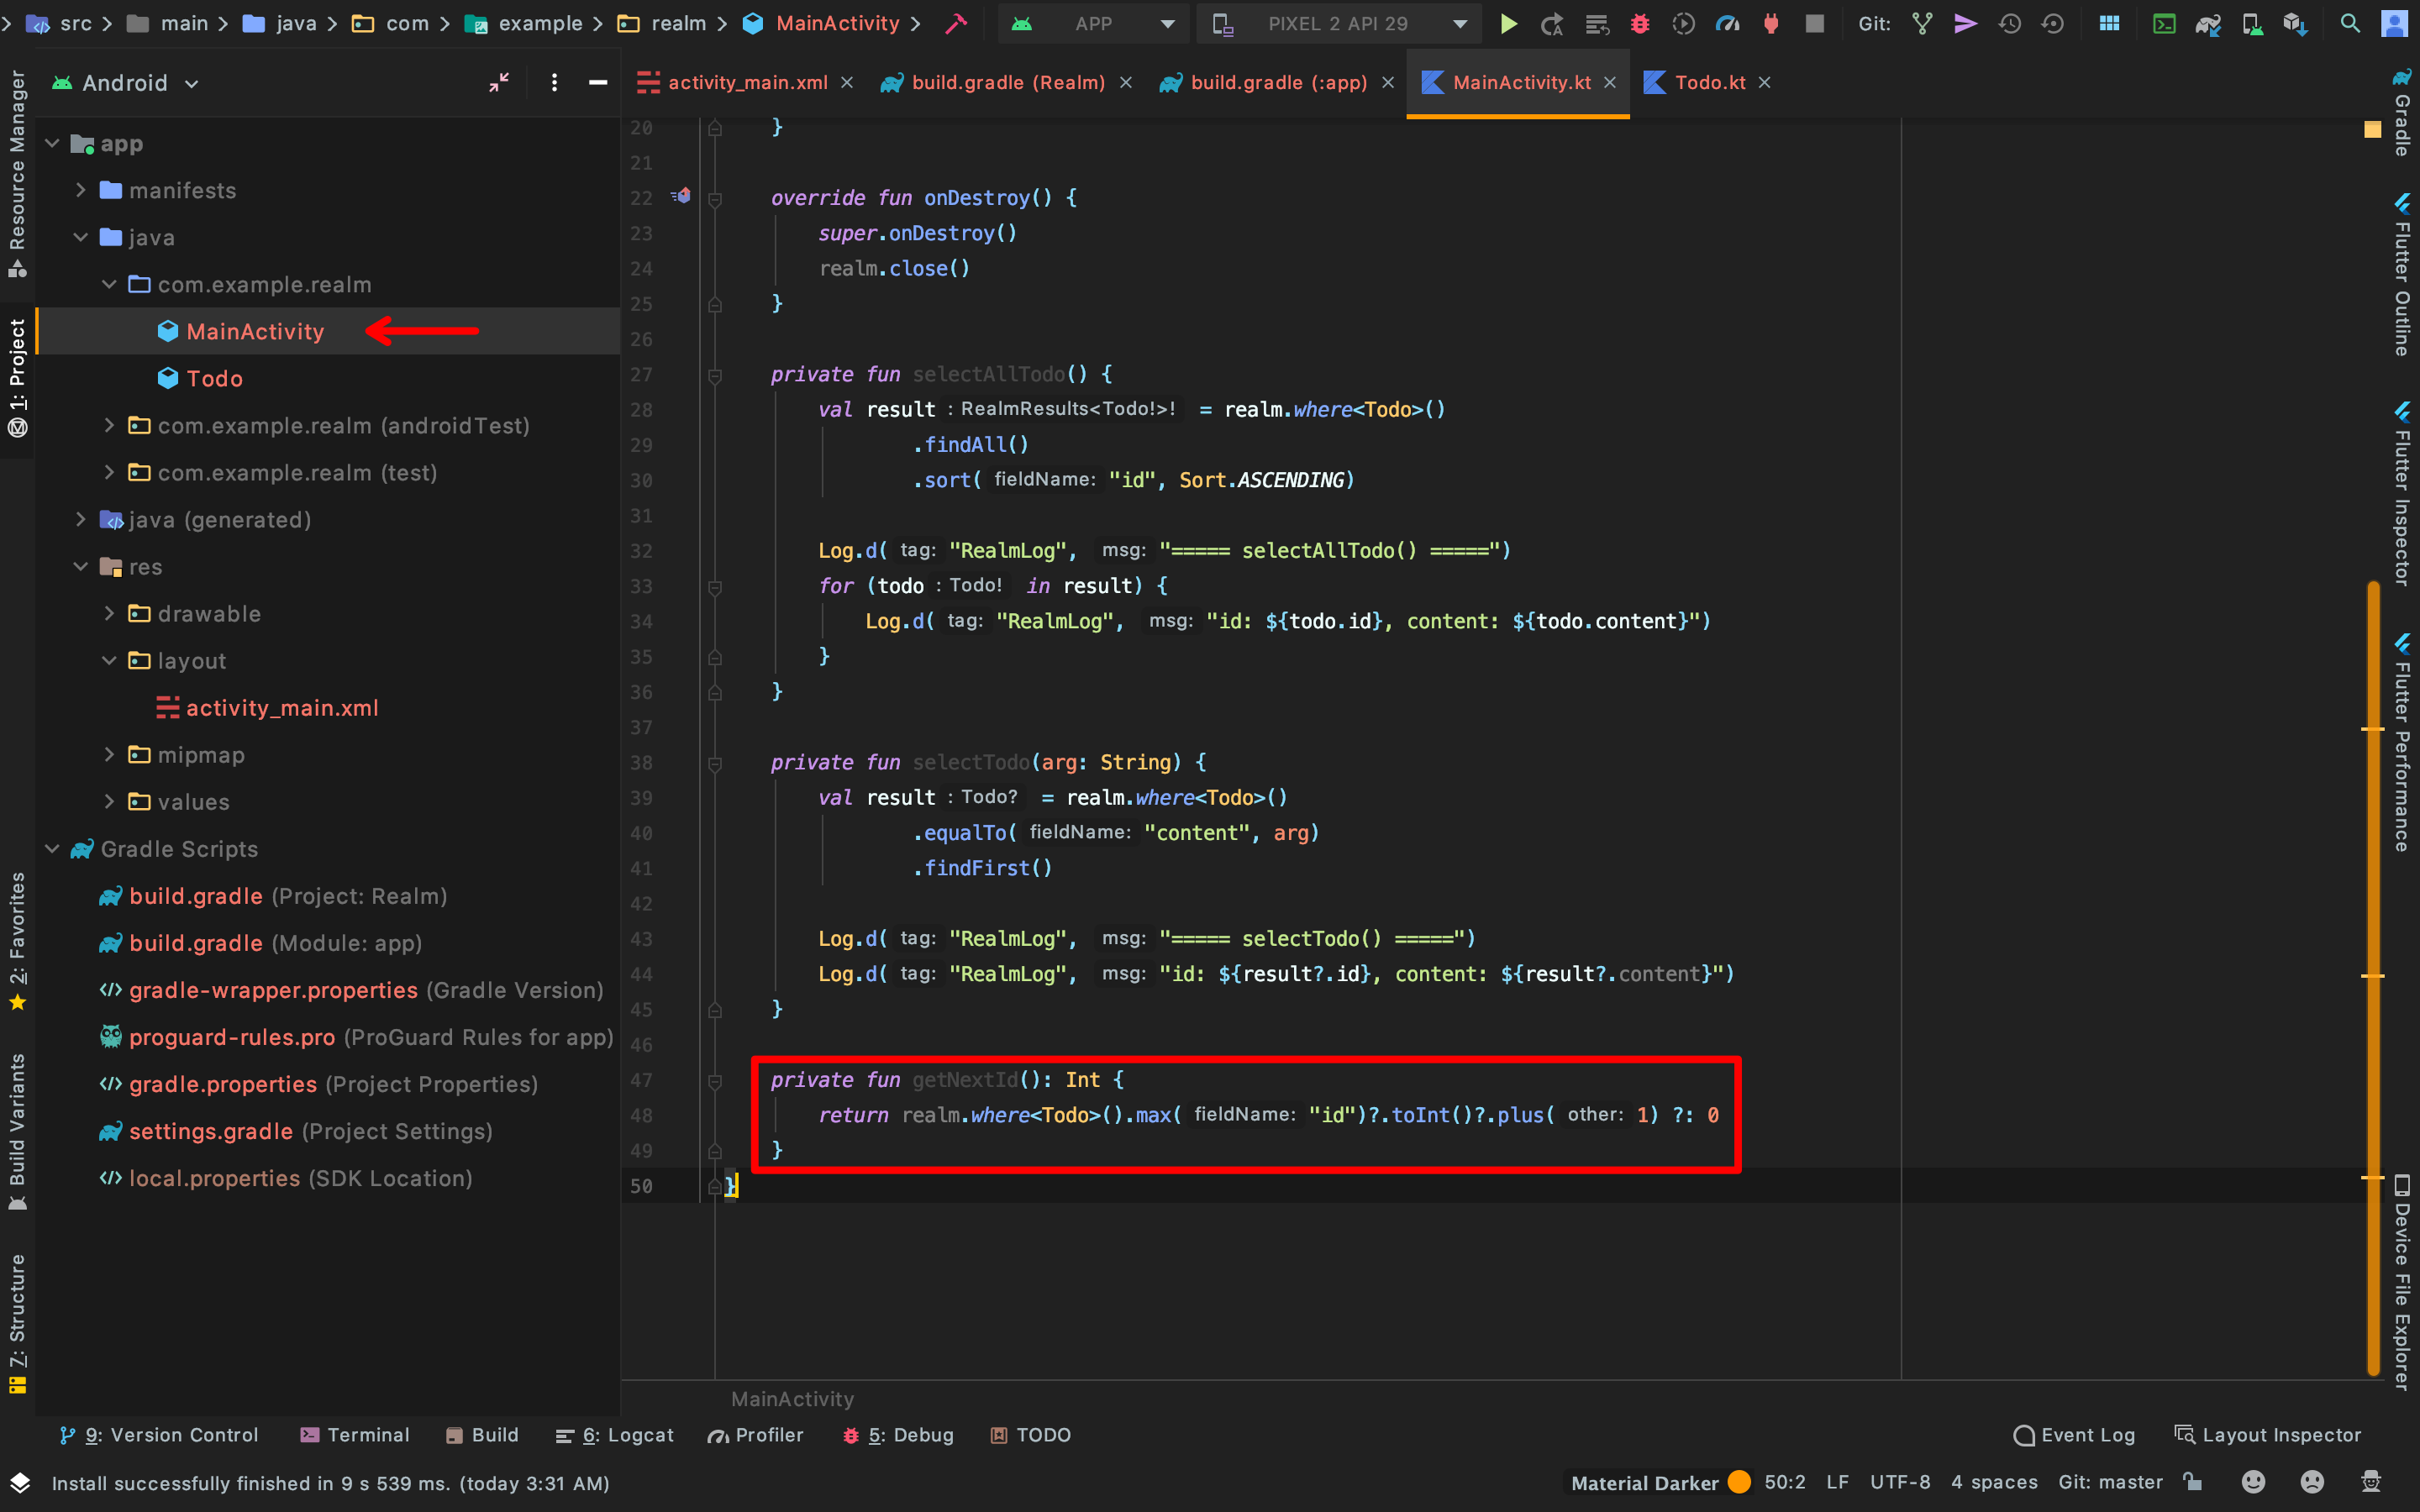 src main java com example realm MainActivity APP PIXEL 2 API 29 Git:
Android
activity_main.xml build.gradle (Realm) build.gradle (:app) MainActivity.kt Todo.kt
Resource Manager
1: Project
2: Favorites
Build Variants
7: Structure
app
manifests
java
com.example.realm
MainActivity
Todo
com.example.realm (androidTest)
com.example.realm (test)
java (generated)
res
drawable
layout
activity_main.xml
mipmap
values
Gradle Scripts
build.gradle (Project: Realm)
build.gradle (Module: app)
gradle-wrapper.properties (Gradle Version)
proguard-rules.pro (ProGuard Rules for app)
gradle.properties (Project Properties)
settings.gradle (Project Settings)
local.properties (SDK Location)
20 }
21
22 override fun onDestroy() {
23 super.onDestroy()
24 realm.close()
25 }
26
27 private fun selectAllTodo() {
28 val result : RealmResults<Todo!>! = realm.where<Todo>()
29 .findAll()
30 .sort( fieldName: "id", Sort.ASCENDING)
31
32 Log.d( tag: "RealmLog", msg: "===== selectAllTodo() =====")
33 for (todo : Todo! in result) {
34 Log.d( tag: "RealmLog", msg: "id: ${todo.id}, content: ${todo.content}")
35 }
36 }
37
38 private fun selectTodo(arg: String) {
39 val result : Todo? = realm.where<Todo>()
40 .equalTo( fieldName: "content", arg)
41 .findFirst()
42
43 Log.d( tag: "RealmLog", msg: "===== selectTodo() =====")
44 Log.d( tag: "RealmLog", msg: "id: ${result?.id}, content: ${result?.content}")
45 }
46
47 private fun getNextId(): Int {
48 return realm.where<Todo>().max( fieldName: "id")?.toInt()?.plus( other: 1) ?: 0
49 }
50 }
Gradle
Flutter Outline
Flutter Inspector
Flutter Performance
Device File Explorer
MainActivity
9: Version Control Terminal Build 6: Logcat Profiler 5: Debug TODO Event Log Layout Inspector
Install successfully finished in 9 s 539 ms. (today 3:31 AM) Material Darker 50:2 LF UTF-8 4 spaces Git: master